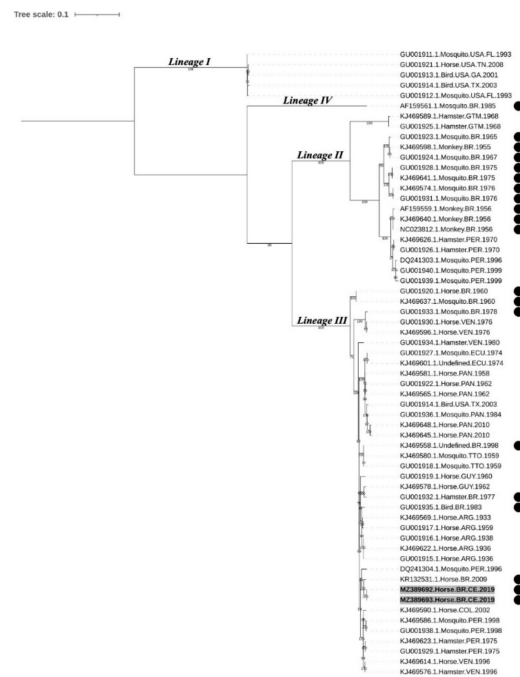 Tree scale: 0.1
GU001911.1.Mosquito.USA.FL.1993
Lineage I
GU001921.1.Horse.USA.TN.2008
GU001913.1.Bird.USA.GA.2001
GU001914.1.Bird.USA.TX.2003
GU001912.1.Mosquito.USA.FL.1993
Lineage IV
AF159561.1.Mosquito.BR.1985
KJ469589.1.Hamster.GTM.1968
GU001925.1.Hamster.GTM.1968
GU001923.1.Mosquito.BR.1965
KJ469598.1.Monkey.BR.1955
Lineage II
GU001924.1.Mosquito.BR.1967
GU001928.1.Mosquito.BR.1975
KJ469641.1.Mosquito.BR.1975
KJ469574.1.Mosquito.BR.1976
GU001931.1.Mosquito.BR.1976
AF159559.1.Monkey.BR.1956
KJ469640.1.Monkey.BR.1956
NC023812.1.Monkey.BR.1956
KJ469626.1.Hamster.PER.1970
GU001926.1.Hamster.PER.1970
DQ241303.1.Mosquito.PER.1996
GU001940.1.Mosquito.PER.1999
GU001939.1.Mosquito.PER.1999
GU001920.1.Horse.BR.1960
KJ469637.1.Mosquito.BR.1960
GU001933.1.Mosquito.BR.1978
Lineage III
GU001930.1.Horse.VEN.1976
KJ469596.1.Horse.VEN.1976
GU001934.1.Hamster.VEN.1980
GU001927.1.Mosquito.ECU.1974
KJ469601.1.Undefined.ECU.1974
KJ469581.1.Horse.PAN.1958
GU001922.1.Horse.PAN.1962
KJ469565.1.Horse.PAN.1962
GU001914.1.Bird.USA.TX.2003
GU001936.1.Mosquito.PAN.1984
KJ469648.1.Horse.PAN.2010
KJ469645.1.Horse.PAN.2010
KJ469558.1.Undefined.BR.1998
KJ469580.1.Mosquito.TTO.1959
GU001918.1.Mosquito.TTO.1959
GU001919.1.Horse.GUY.1960
KJ469578.1.Horse.GUY.1962
GU001932.1.Hamster.BR.1977
GU001935.1.Bird.BR.1983
KJ469569.1.Horse.ARG.1933
GU001917.1.Horse.ARG.1959
GU001916.1.Horse.ARG.1938
KJ469622.1.Horse.ARG.1936
GU001915.1.Horse.ARG.1936
DQ241304.1.Mosquito.PER.1996
KR132531.1.Horse.BR.2009
MZ389692.Horse.BR.CE.2019
MZ389693.Horse.BR.CE.2019
KJ469590.1.Horse.COL.2002
KJ469586.1.Mosquito.PER.1998
GU001938.1.Mosquito.PER.1998
KJ469623.1.Hamster.PER.1975
GU001929.1.Hamster.PER.1975
KJ469614.1.Horse.VEN.1996
KJ469576.1.Hamster.VEN.1996